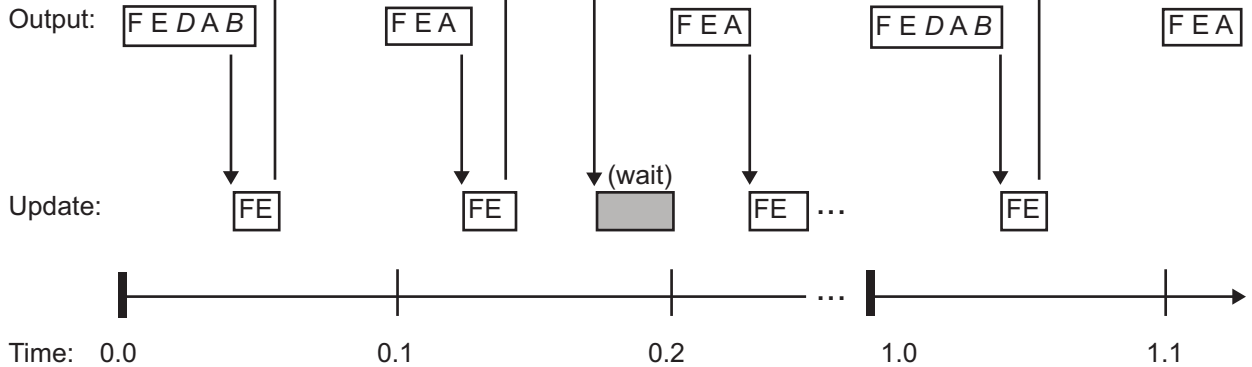 Output: F E D A B F E A F E A F E D A B F E A
(wait)
Update: FE FE FE ... FE
...
Time: 0.0 0.1 0.2 1.0 1.1